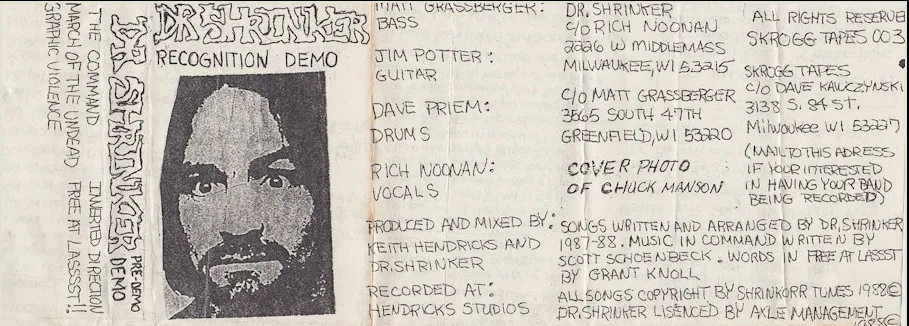 THE COMMAND INVERTED DIRECTION
MARCH OF THE UNDEAD FREE AT LASSST!!
GRAPHIC VIOLENCE
DR SHRINKER PRE-DEMO
DEMO
DR SHRINKER
RECOGNITION DEMO
MATT GRASSBERGER:
BASS
JIM POTTER:
GUITAR
DAVE PRIEM:
DRUMS
RICH NOONAN:
VOCALS
PRODUCED AND MIXED BY:
KEITH HENDRICKS AND
DR.SHRINKER
RECORDED AT:
HENDRICKS STUDIOS
DR. SHRINKER
C/O RICH NOONAN
2226 W MIDDLEMASS
MILWAUKEE, WI 53215
C/O MATT GRASSBERGER
3565 SOUTH 47TH
GREENFIELD, WI 53220
COVER PHOTO
OF CHUCK MANSON
ALL RIGHTS RESERVE
SKROGG TAPES 003
SKROGG TAPES
C/O DAVE KAWCZYNSKI
3138 S. 84 ST.
Milwaukee WI 53227
(MAIL TO THIS ADRESS
IF YOUR INTERESTED
IN HAVING YOUR BAND
BEING RECORDED)
SONGS WRITTEN AND ARRANGED BY DR,SHRINKER
1987-88. MUSIC IN COMMAND WRITTEN BY
SCOTT SCHOENBECK. WORDS IN FREE AT LASSST
BY GRANT KNOLL
ALL SONGS COPYRIGHT BY SHRINKORR TUNES 1988©
DR.SHRINKER LISENCED BY AXLE MANAGEMENT
1988©